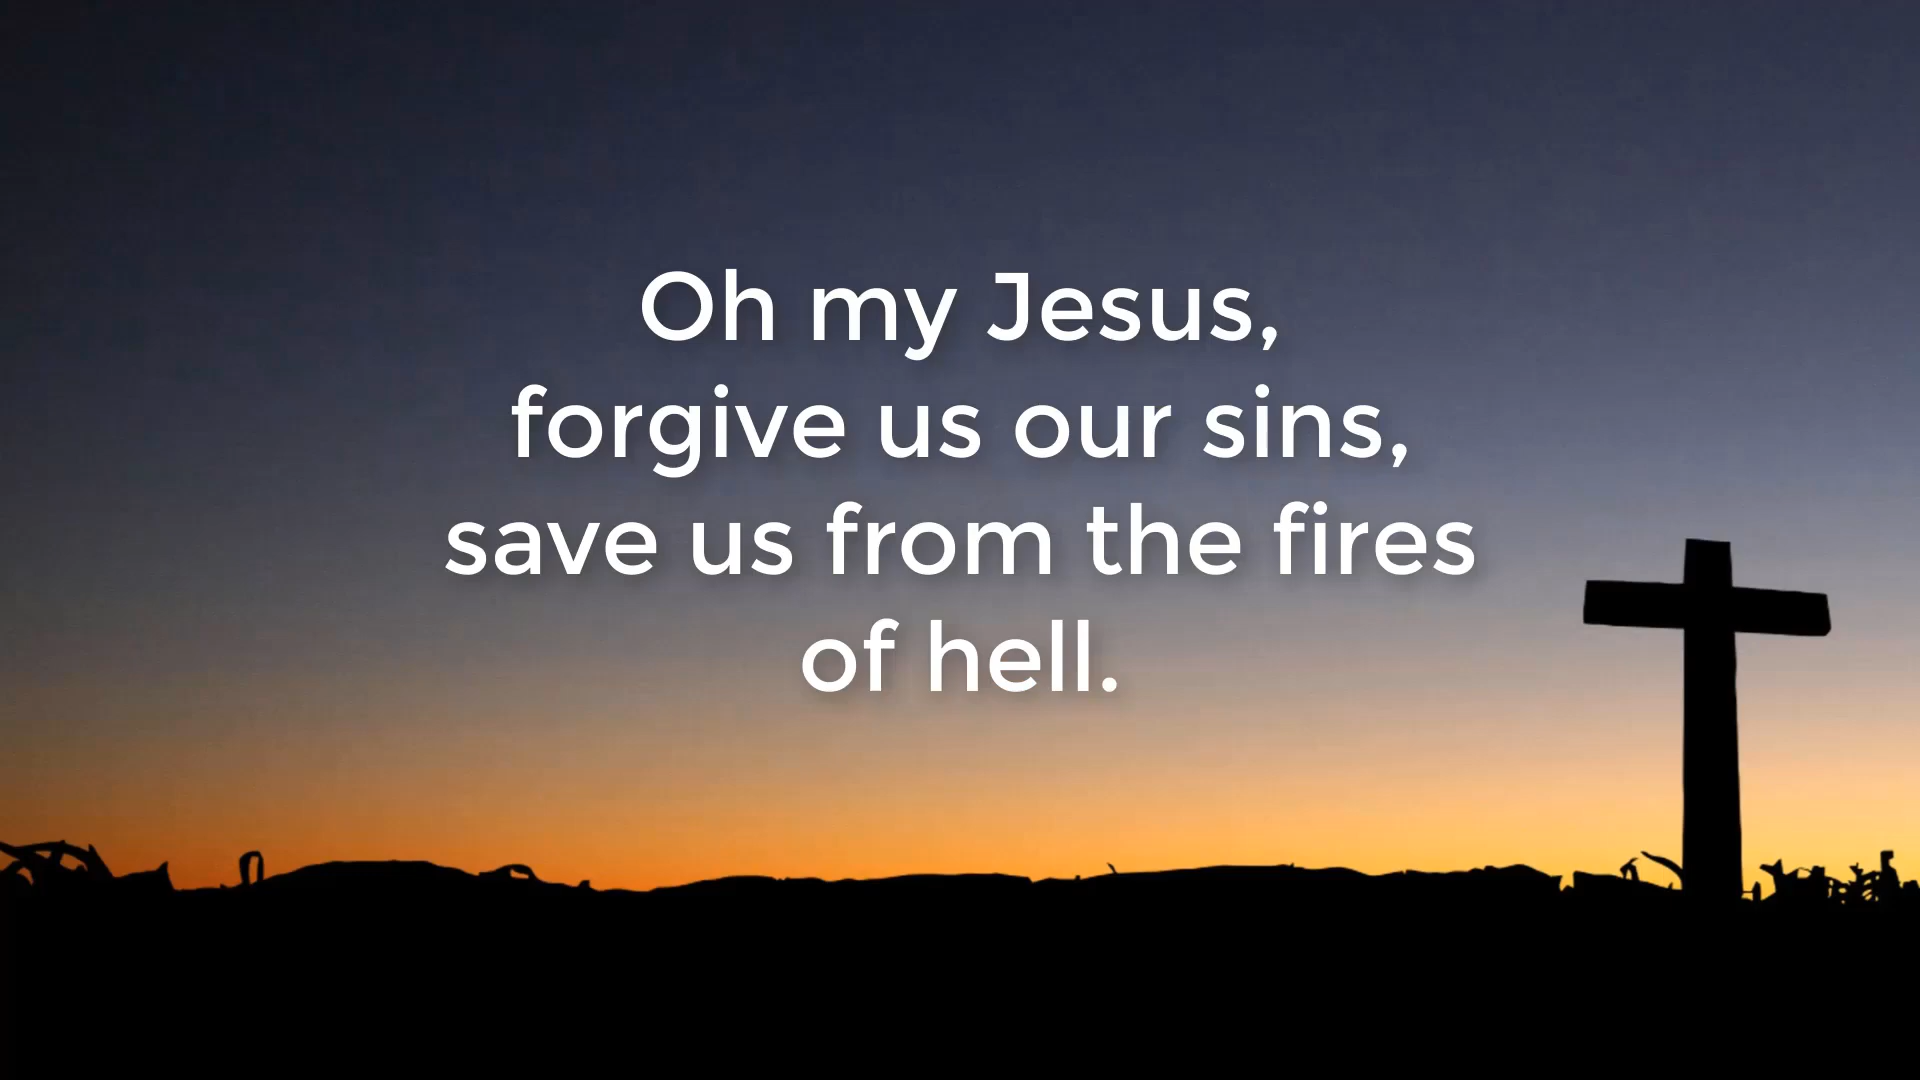 Oh my Jesus,
forgive us our sins,
save us from the fires
of hell.